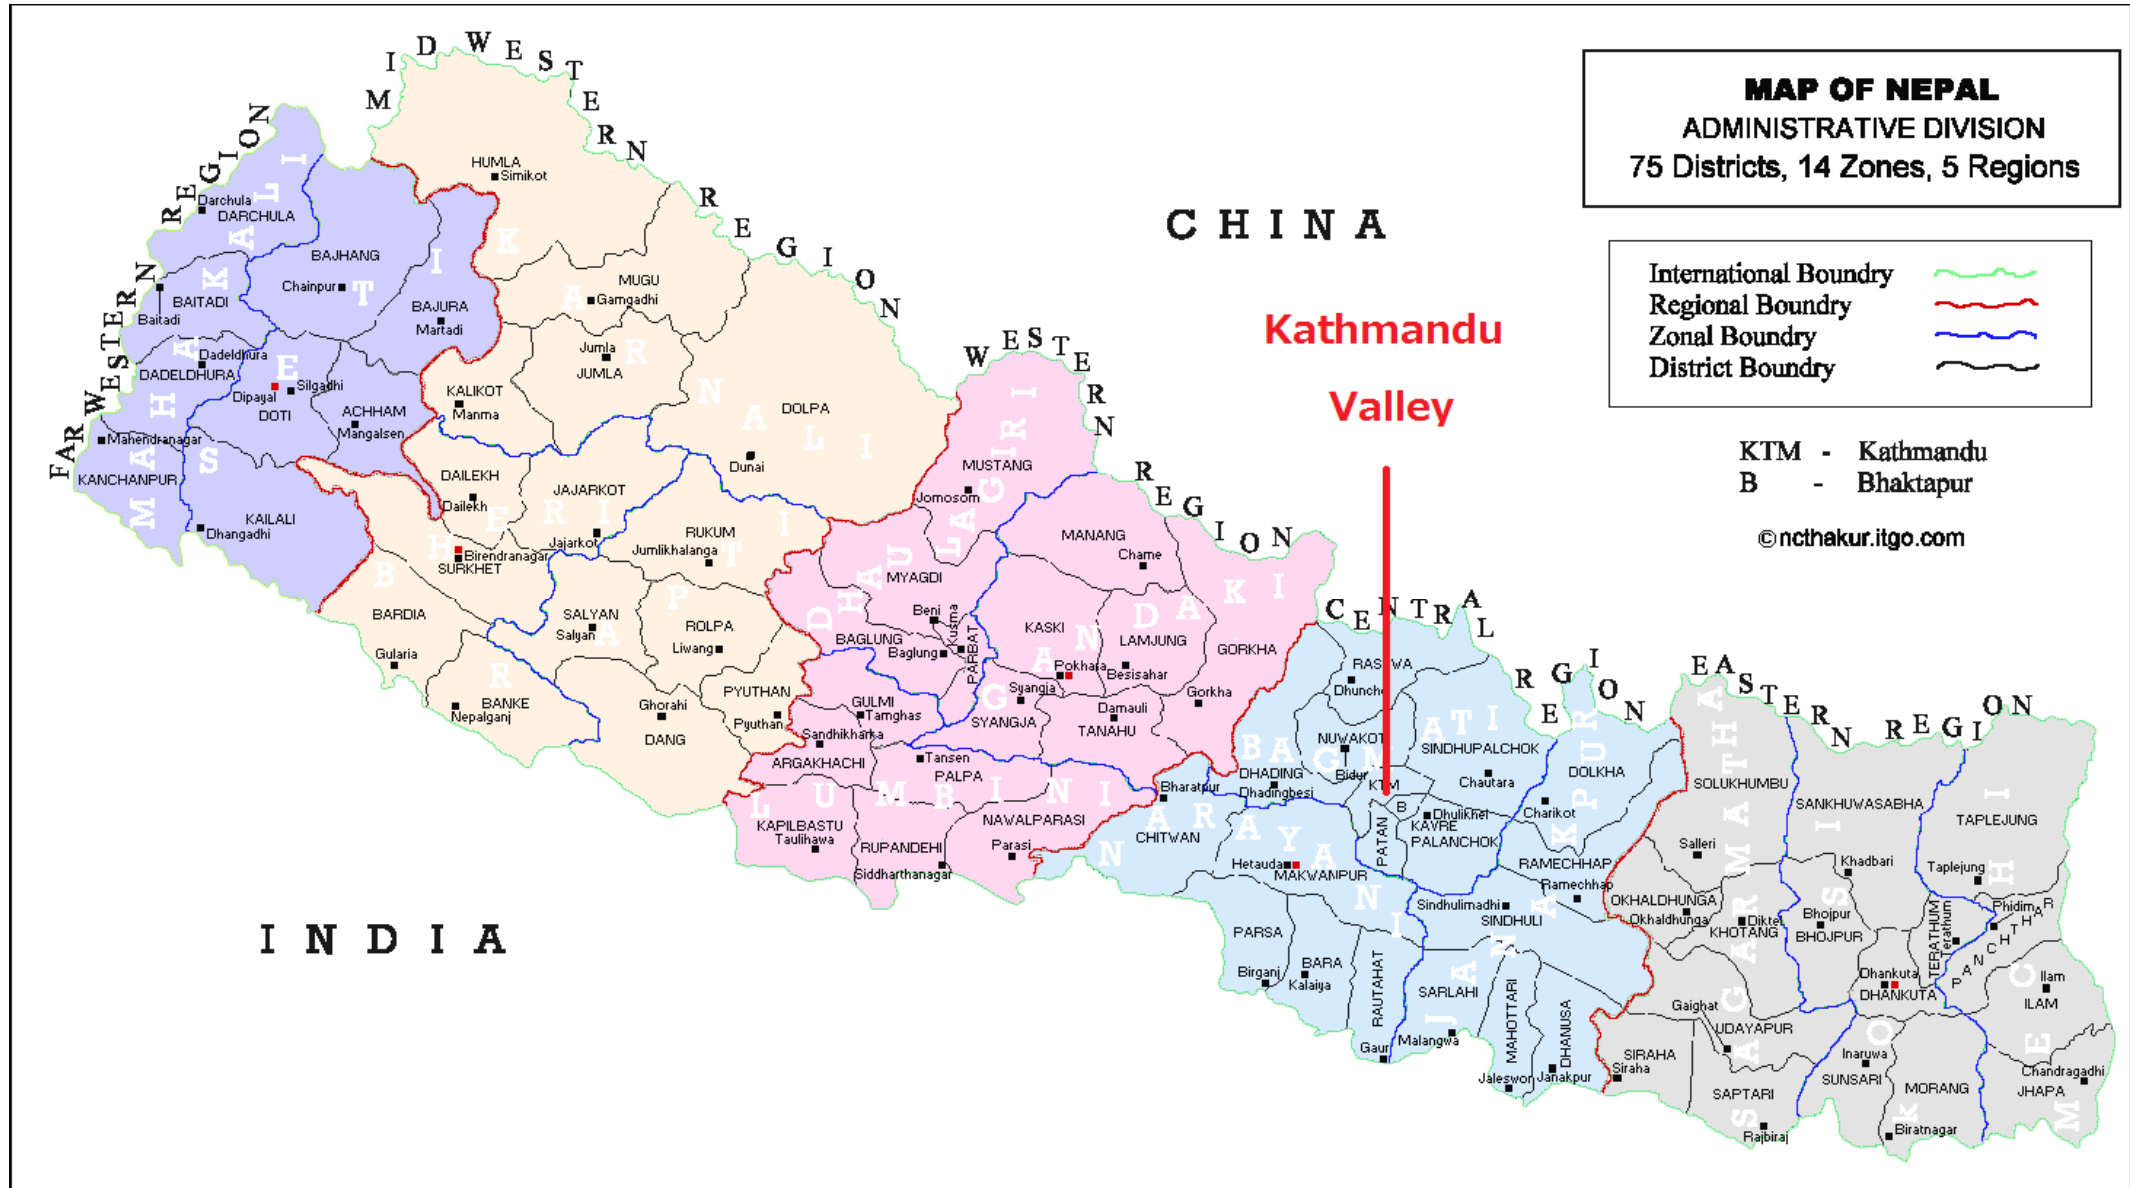 MAP OF NEPAL
ADMINISTRATIVE DIVISION
75 Districts, 14 Zones, 5 Regions
International Boundry
Regional Boundry
Zonal Boundry
District Boundry
KTM - Kathmandu
B - Bhaktapur
©ncthakur.itgo.com
CHINA
INDIA
Kathmandu
Valley
FAR WESTERN REGION
MAHAKALI
SETI
Darchula
DARCHULA
BAJHANG
Chainpur
BAITADI
Baitadi
BAJURA
Martadi
Dadeldhura
DADELDHURA
Dipayal
Silgadhi
DOTI
ACHHAM
Mangalsen
Mahendranagar
KANCHANPUR
KAILALI
Dhangadhi
MID WESTERN REGION
KARNALI
BHERI
RAPTI
HUMLA
Simikot
MUGU
Gamgadhi
Jumla
JUMLA
KALIKOT
Manma
DOLPA
Dunai
DAILEKH
Dailekh
JAJARKOT
Jajarkot
RUKUM
Jumlikhalanga
Birendranagar
SURKHET
BARDIA
Gularia
SALYAN
Salyan
ROLPA
Liwang
BANKE
Nepalganj
Ghorahi
DANG
PYUTHAN
Pyuthan
WESTERN REGION
DHAULAGIRI
GANDAKI
LUMBINI
MUSTANG
Jomosom
MANANG
Chame
MYAGDI
Beni
Kusma
PARBAT
BAGLUNG
Baglung
KASKI
Pokhara
LAMJUNG
Besisahar
GORKHA
Gorkha
Syangja
SYANGJA
Damauli
TANAHU
GULMI
Tamghas
Sandhikharka
ARGAKHACHI
Tansen
PALPA
KAPILBASTU
Taulihawa
RUPANDEHI
Siddharthanagar
NAWALPARASI
Parasi
CENTRAL REGION
BAGMATI
NARAYANI
JANAKPUR
RASUWA
Dhunche
NUWAKOT
Bidur
SINDHUPALCHOK
Chautara
DHADING
Dhadingbesi
KTM
B
PATAN
Dhulikhel
KAVRE
PALANCHOK
DOLKHA
Charikot
Bharatpur
CHITWAN
Hetauda
MAKWANPUR
RAMECHHAP
Ramechhap
Sindhulimadhi
SINDHULI
PARSA
Birganj
BARA
Kalaiya
RAUTAHAT
Gaur
SARLAHI
Malangwa
MAHOTTARI
Jaleswor
DHANUSA
Janakpur
EASTERN REGION
SAGARMATHA
KOSI
MECHI
SOLUKHUMBU
Salleri
SANKHUWASABHA
Khadbari
TAPLEJUNG
Taplejung
OKHALDHUNGA
Okhaldhunga
Diktel
KHOTANG
Bhojpur
BHOJPUR
TERATHUM
Terathum
Phidim
PANCHTHAR
Dhankuta
DHANKUTA
Ilam
ILAM
Gaighat
UDAYAPUR
SIRAHA
Siraha
SAPTARI
Rajbiraj
Inaruwa
SUNSARI
MORANG
Biratnagar
Chandragadhi
JHAPA